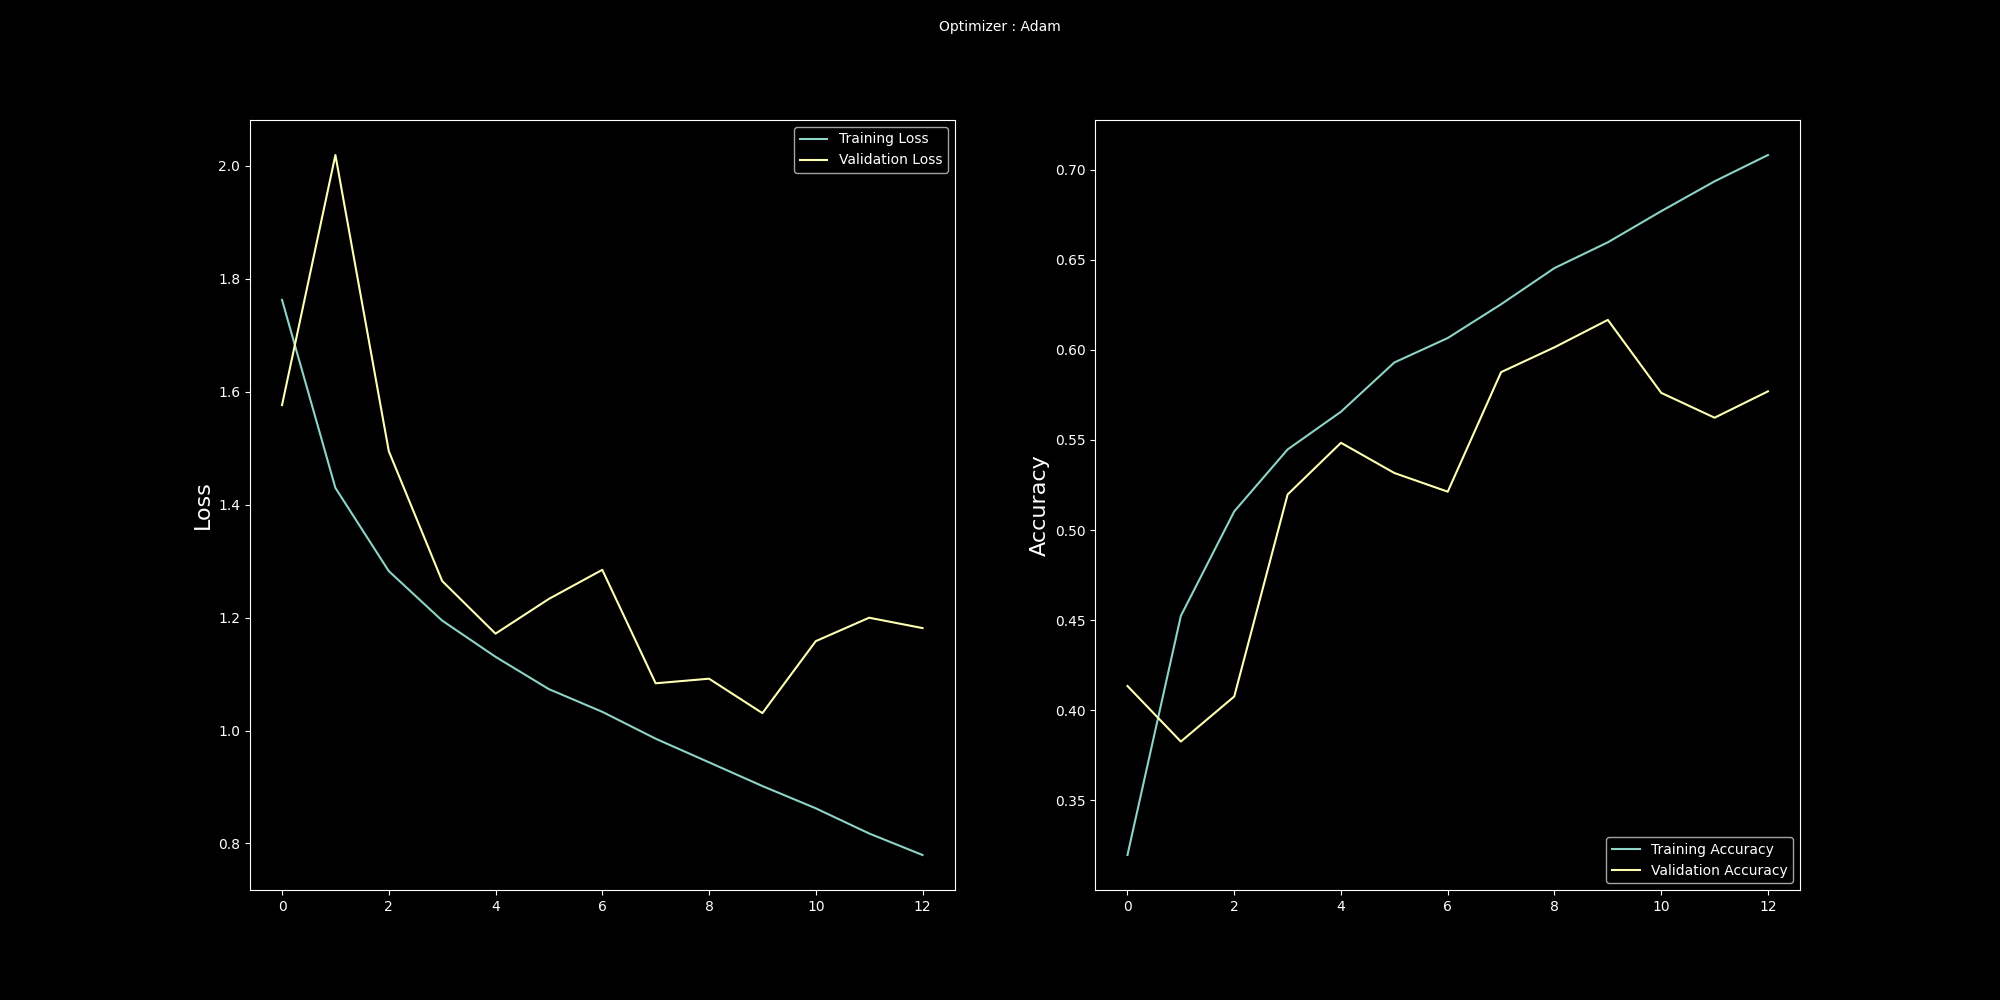 Optimizer : Adam
Loss
2.0
1.8
1.6
1.4
1.2
1.0
0.8
0 2 4 6 8 10 12
Training Loss
Validation Loss
Accuracy
0.70
0.65
0.60
0.55
0.50
0.45
0.40
0.35
0 2 4 6 8 10 12
Training Accuracy
Validation Accuracy